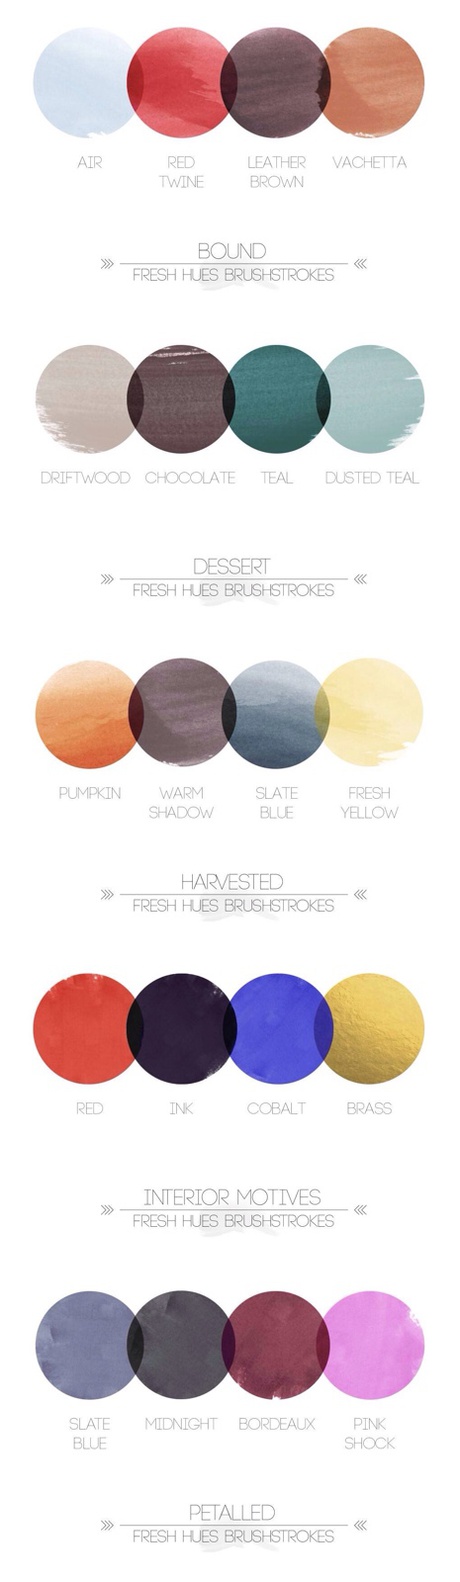 AIR
RED
TWINE
LEATHER
BROWN
VACHETTA
BOUND
FRESH HUES BRUSHSTROKES
DRIFTWOOD
CHOCOLATE
TEAL
DUSTED TEAL
DESSERT
FRESH HUES BRUSHSTROKES
PUMPKIN
WARM
SHADOW
SLATE
BLUE
FRESH
YELLOW
HARVESTED
FRESH HUES BRUSHSTROKES
RED
INK
COBALT
BRASS
INTERIOR MOTIVES
FRESH HUES BRUSHSTROKES
SLATE
BLUE
MIDNIGHT
BORDEAUX
PINK
SHOCK
PETALLED
FRESH HUES BRUSHSTROKES